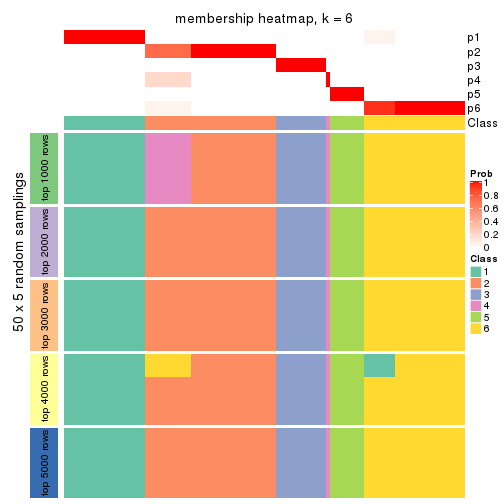 membership heatmap, k = 6
p1
p2
p3
p4
p5
p6
Class
50 x 5 random samplings
top 1000 rows
top 2000 rows
top 3000 rows
top 4000 rows
top 5000 rows
Prob
1
0.8
0.6
0.4
0.2
0
Class
1
2
3
4
5
6